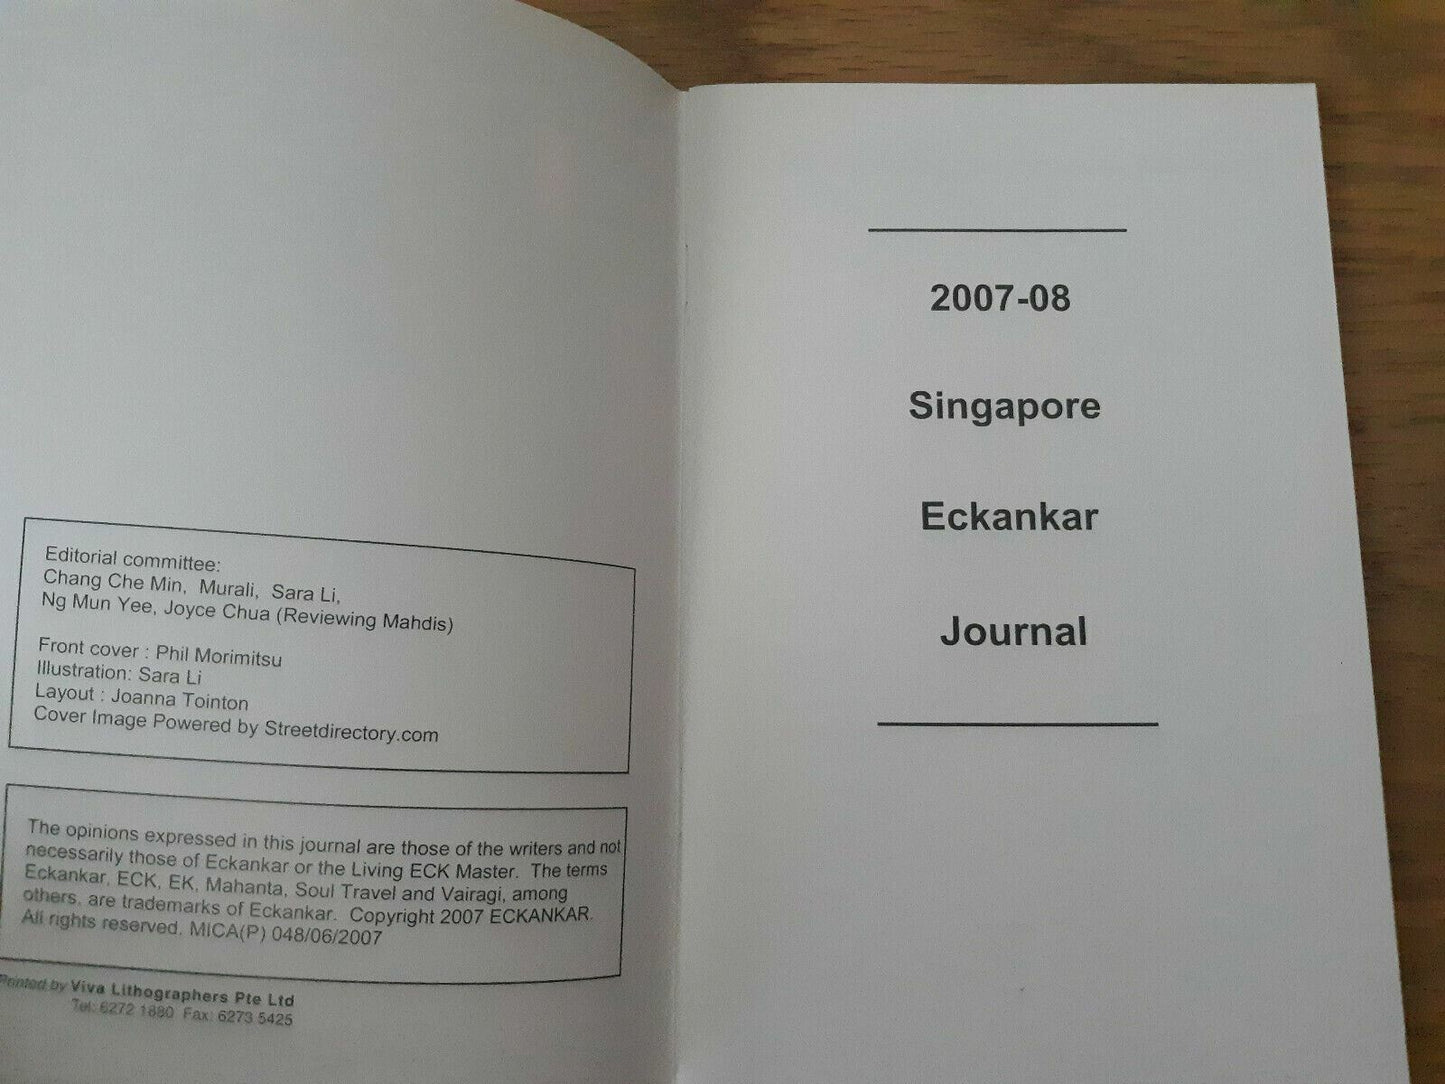 Editorial committee:
Chang Che Min,  Murali,  Sara Li,
Ng Mun Yee, Joyce Chua (Reviewing Mahdis)
Front cover : Phil Morimitsu
Illustration: Sara Li
Layout : Joanna Tointon
Cover Image Powered by Streetdirectory.com
The opinions expressed in this journal are those of the writers and not
necessarily those of Eckankar or the Living ECK Master.  The terms
Eckankar, ECK, EK, Mahanta, Soul Travel and Vairagi, among
others, are trademarks of Eckankar.  Copyright 2007 ECKANKAR.
All rights reserved. MICA(P) 048/06/2007
Printed by Viva Lithographers Pte Ltd
Tel: 6272 1880  Fax: 6273 5425
2007-08
Singapore
Eckankar
Journal